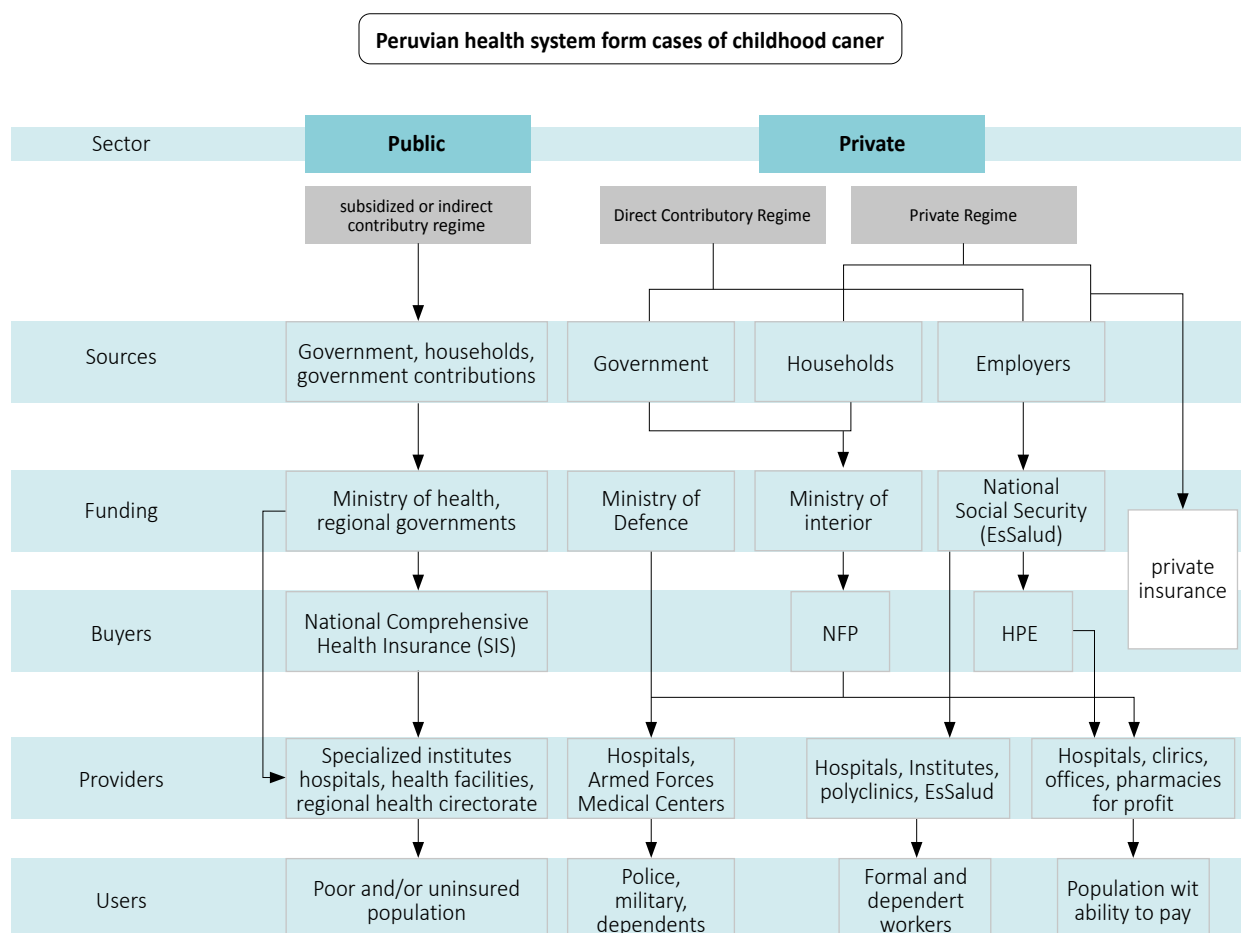 Peruvian health system form cases of childhood caner
Sector
Public
Private
subsidized or indirect
contributry regime
Direct Contributory Regime
Private Regime
Sources
Government, households,
government contributions
Government
Households
Employers
Funding
Ministry of health,
regional governments
Ministry of
Defence
Ministry of
interior
National
Social Security
(EsSalud)
private
insurance
Buyers
National Comprehensive
Health Insurance (SIS)
NFP
HPE
Providers
Specialized institutes
hospitals, health facilities,
regional health cirectorate
Hospitals,
Armed Forces
Medical Centers
Hospitals, Institutes,
polyclinics, EsSalud
Hospitals, clirics,
offices, pharmacies
for profit
Users
Poor and/or uninsured
population
Police,
military,
dependents
Formal and
dependert
workers
Population wit
ability to pay